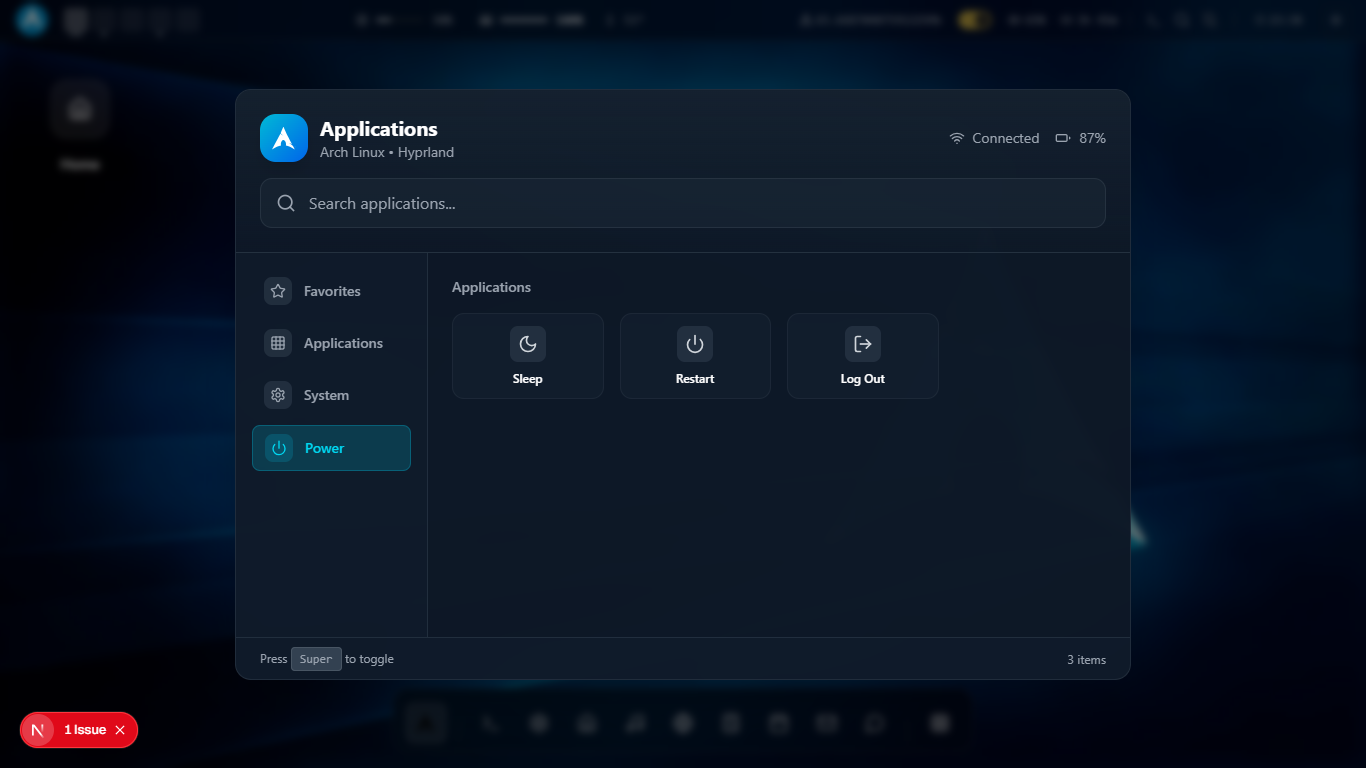 Applications
Arch Linux • Hyprland
Connected
87%
Search applications...
Favorites
Applications
System
Power
Applications
Sleep
Restart
Log Out
Press Super to toggle
3 items
Home
N 1 Issue